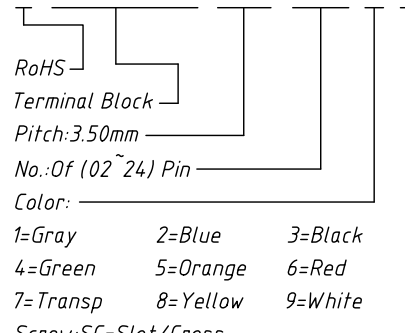 RoHS
Terminal Block
Pitch:3.50mm
No.:Of (02~24) Pin
Color:
1=Gray 2=Blue 3=Black
4=Green 5=Orange 6=Red
7=Transp 8=Yellow 9=White